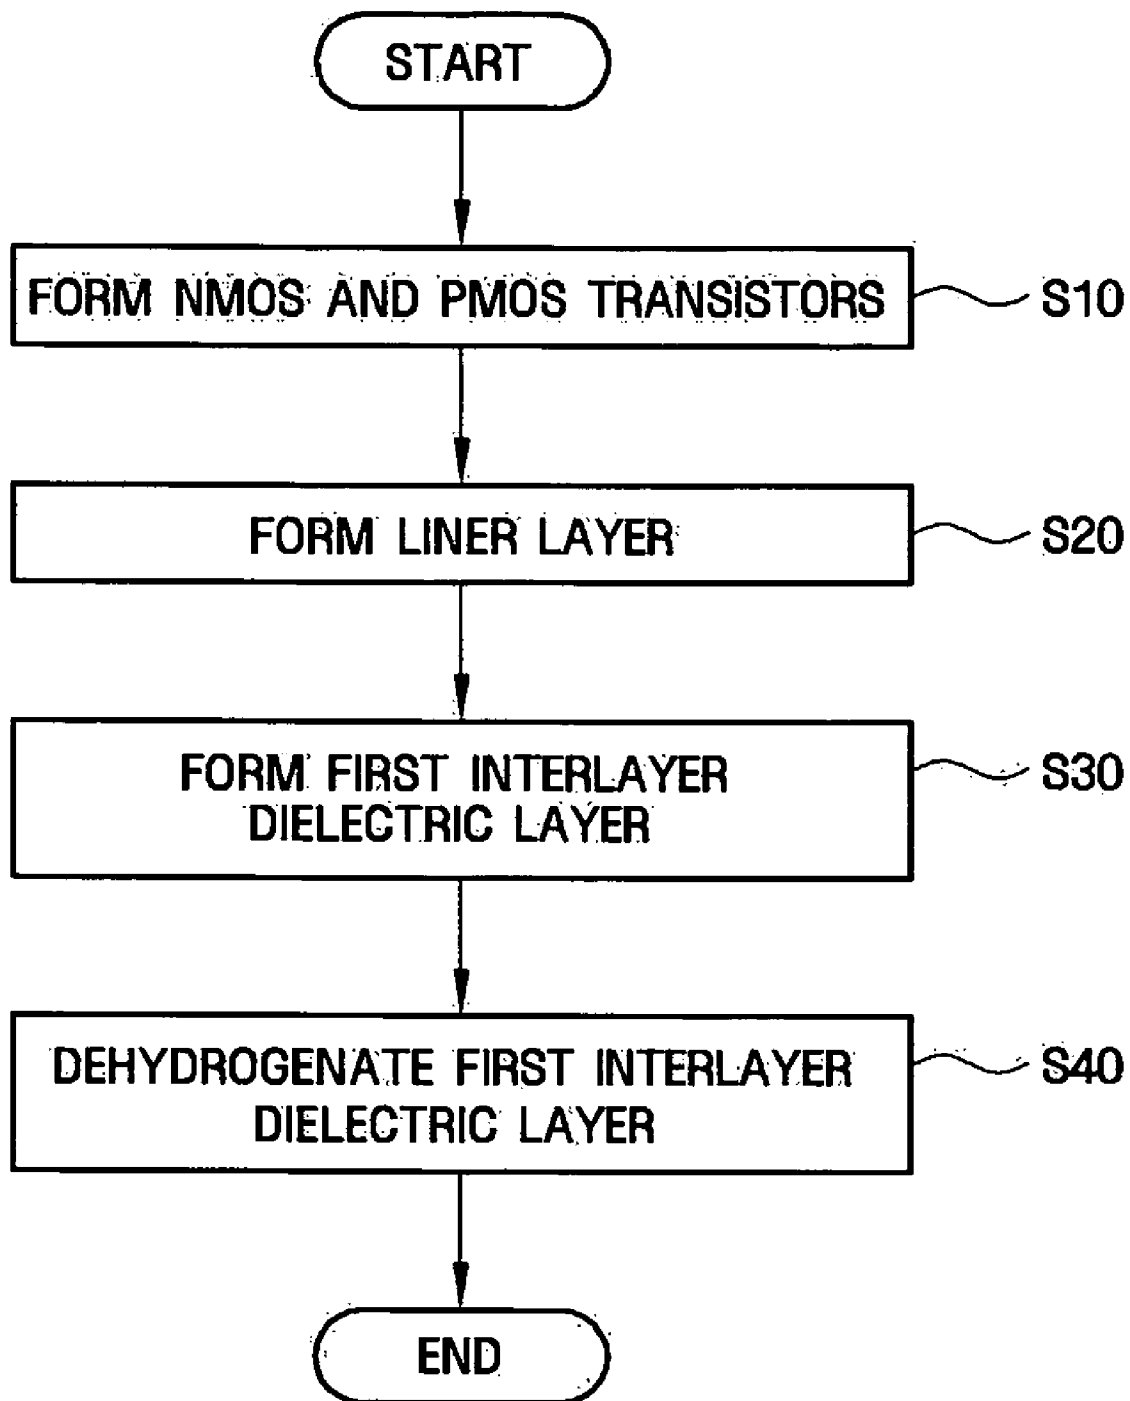 START
FORM NMOS AND PMOS TRANSISTORS
S10
FORM LINER LAYER
S20
FORM FIRST INTERLAYER
DIELECTRIC LAYER
S30
DEHYDROGENATE FIRST INTERLAYER
DIELECTRIC LAYER
S40
END